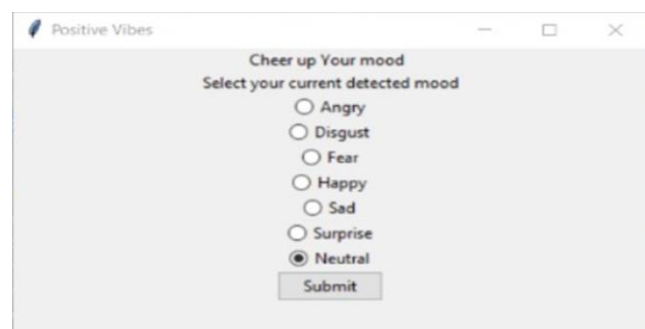 Positive Vibes
Cheer up Your mood
Select your current detected mood
Angry
Disgust
Fear
Happy
Sad
Surprise
Neutral
Submit